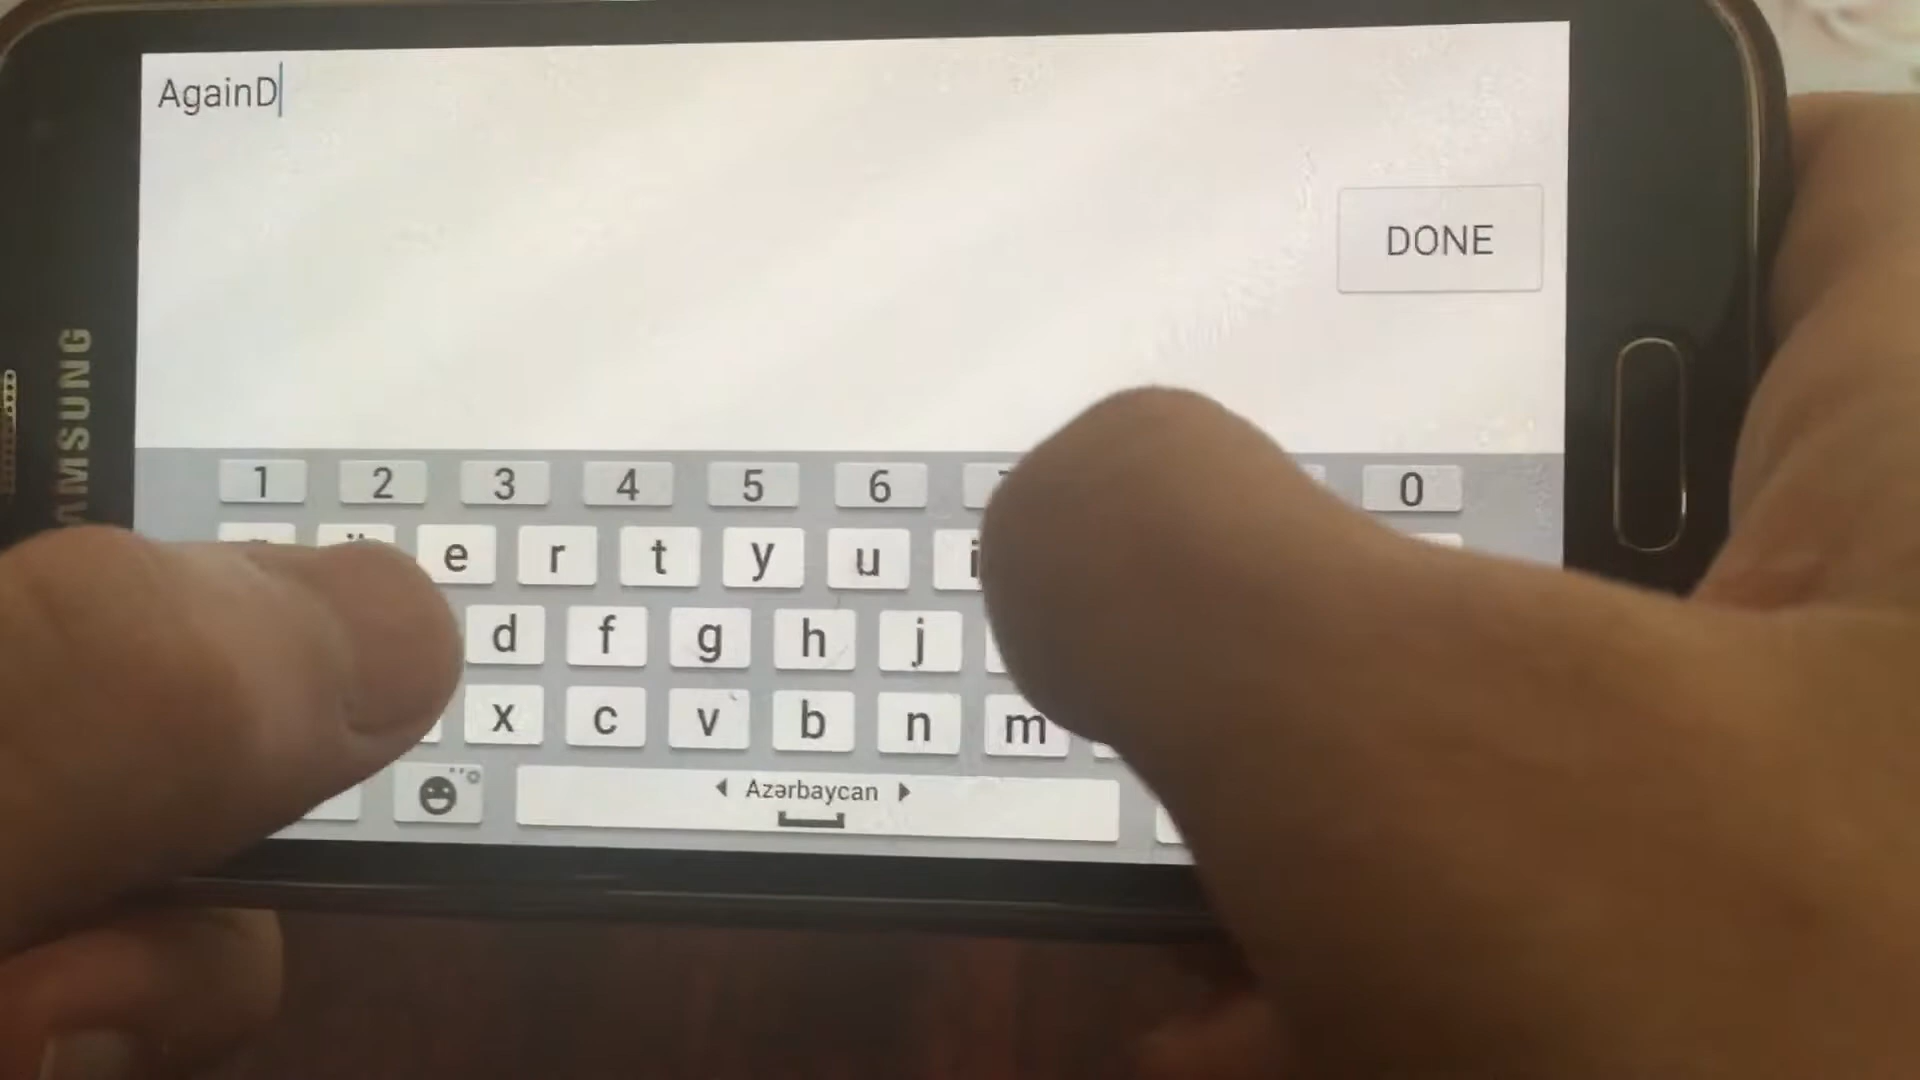 AgainD
DONE
SAMSUNG
1 2 3 4 5 6 0
e r t y u i
d f g h j
x c v b n m
Azərbaycan